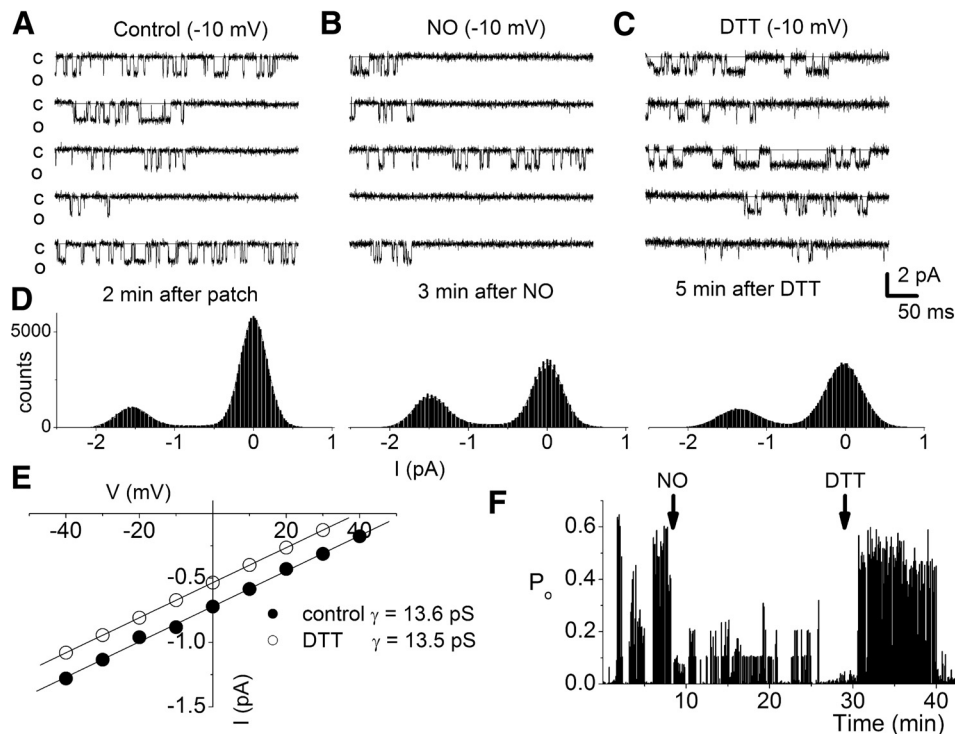 A Control (-10 mV)
B NO (-10 mV)
C DTT (-10 mV)
C
O
C
O
C
O
C
O
C
O
2 pA
50 ms
D 2 min after patch
3 min after NO
5 min after DTT
5000
0
counts
-2 -1 0 1
-2 -1 0 1
-2 -1 0 1
I (pA)
E V (mV)
-40 -20 0 20 40
-0.5
-1.0
-1.5
I (pA)
control γ = 13.6 pS
DTT γ = 13.5 pS
F NO DTT
0.6
0.4
0.2
0.0
Po
10 20 30 40
Time (min)